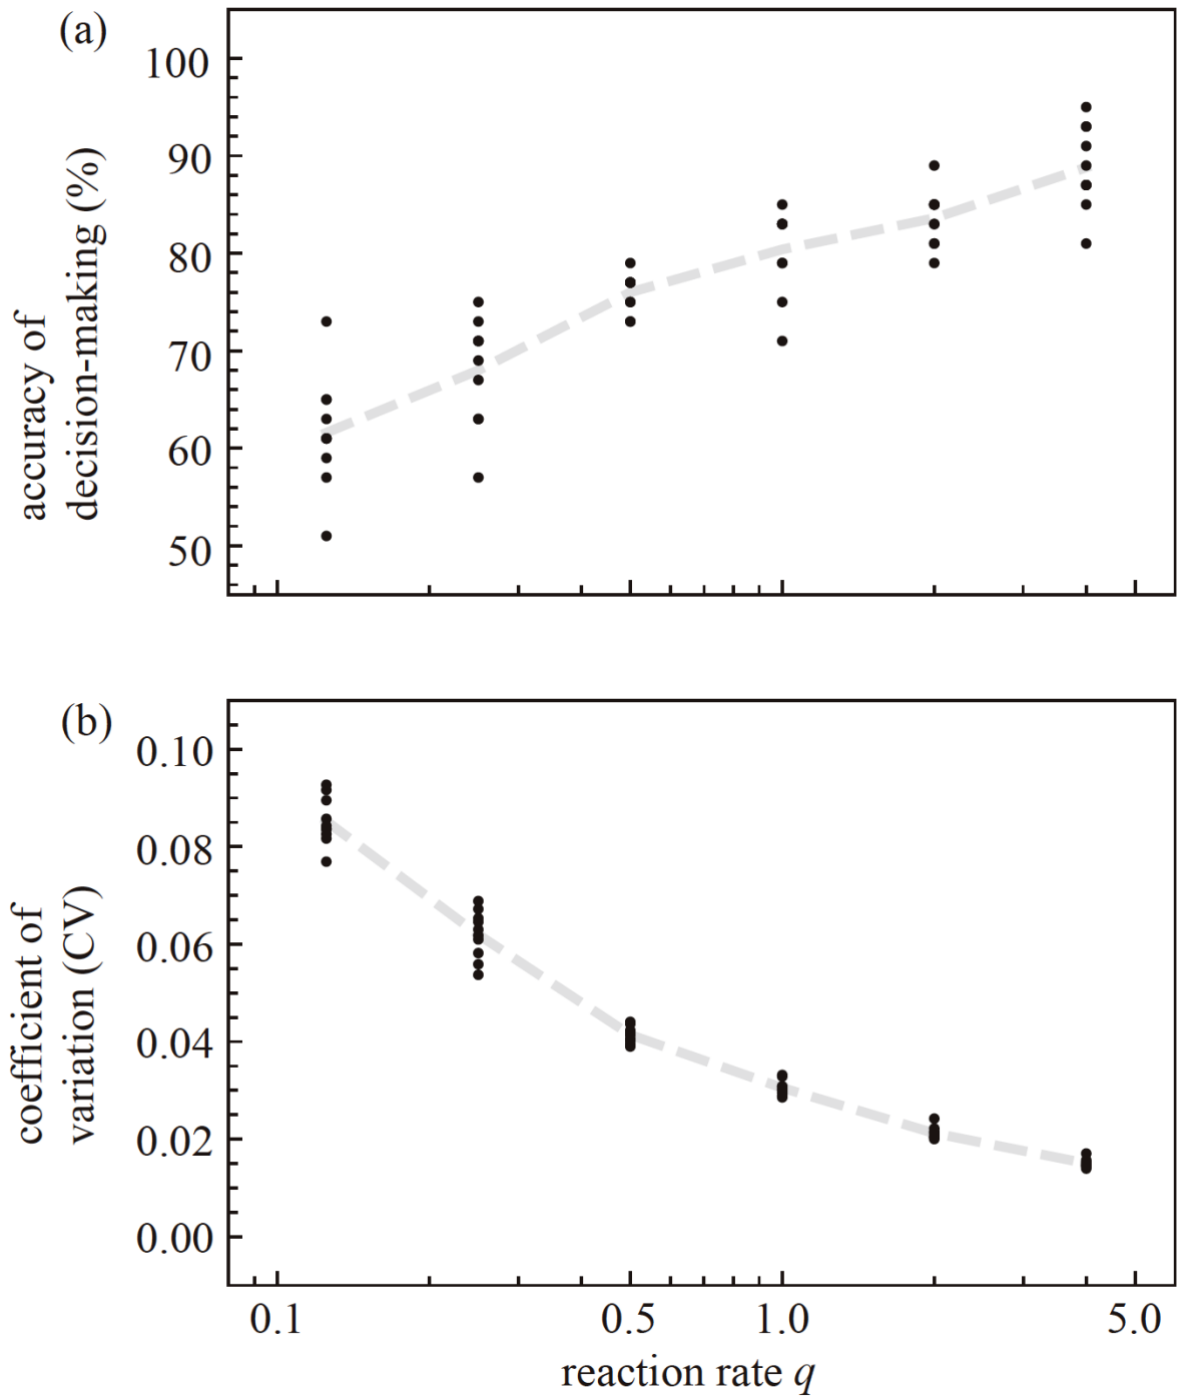 (a)
100
90
80
70
60
50
accuracy of
decision-making (%)
(b)
0.10
0.08
0.06
0.04
0.02
0.00
coefficient of
variation (CV)
0.1 0.5 1.0 5.0
reaction rate q